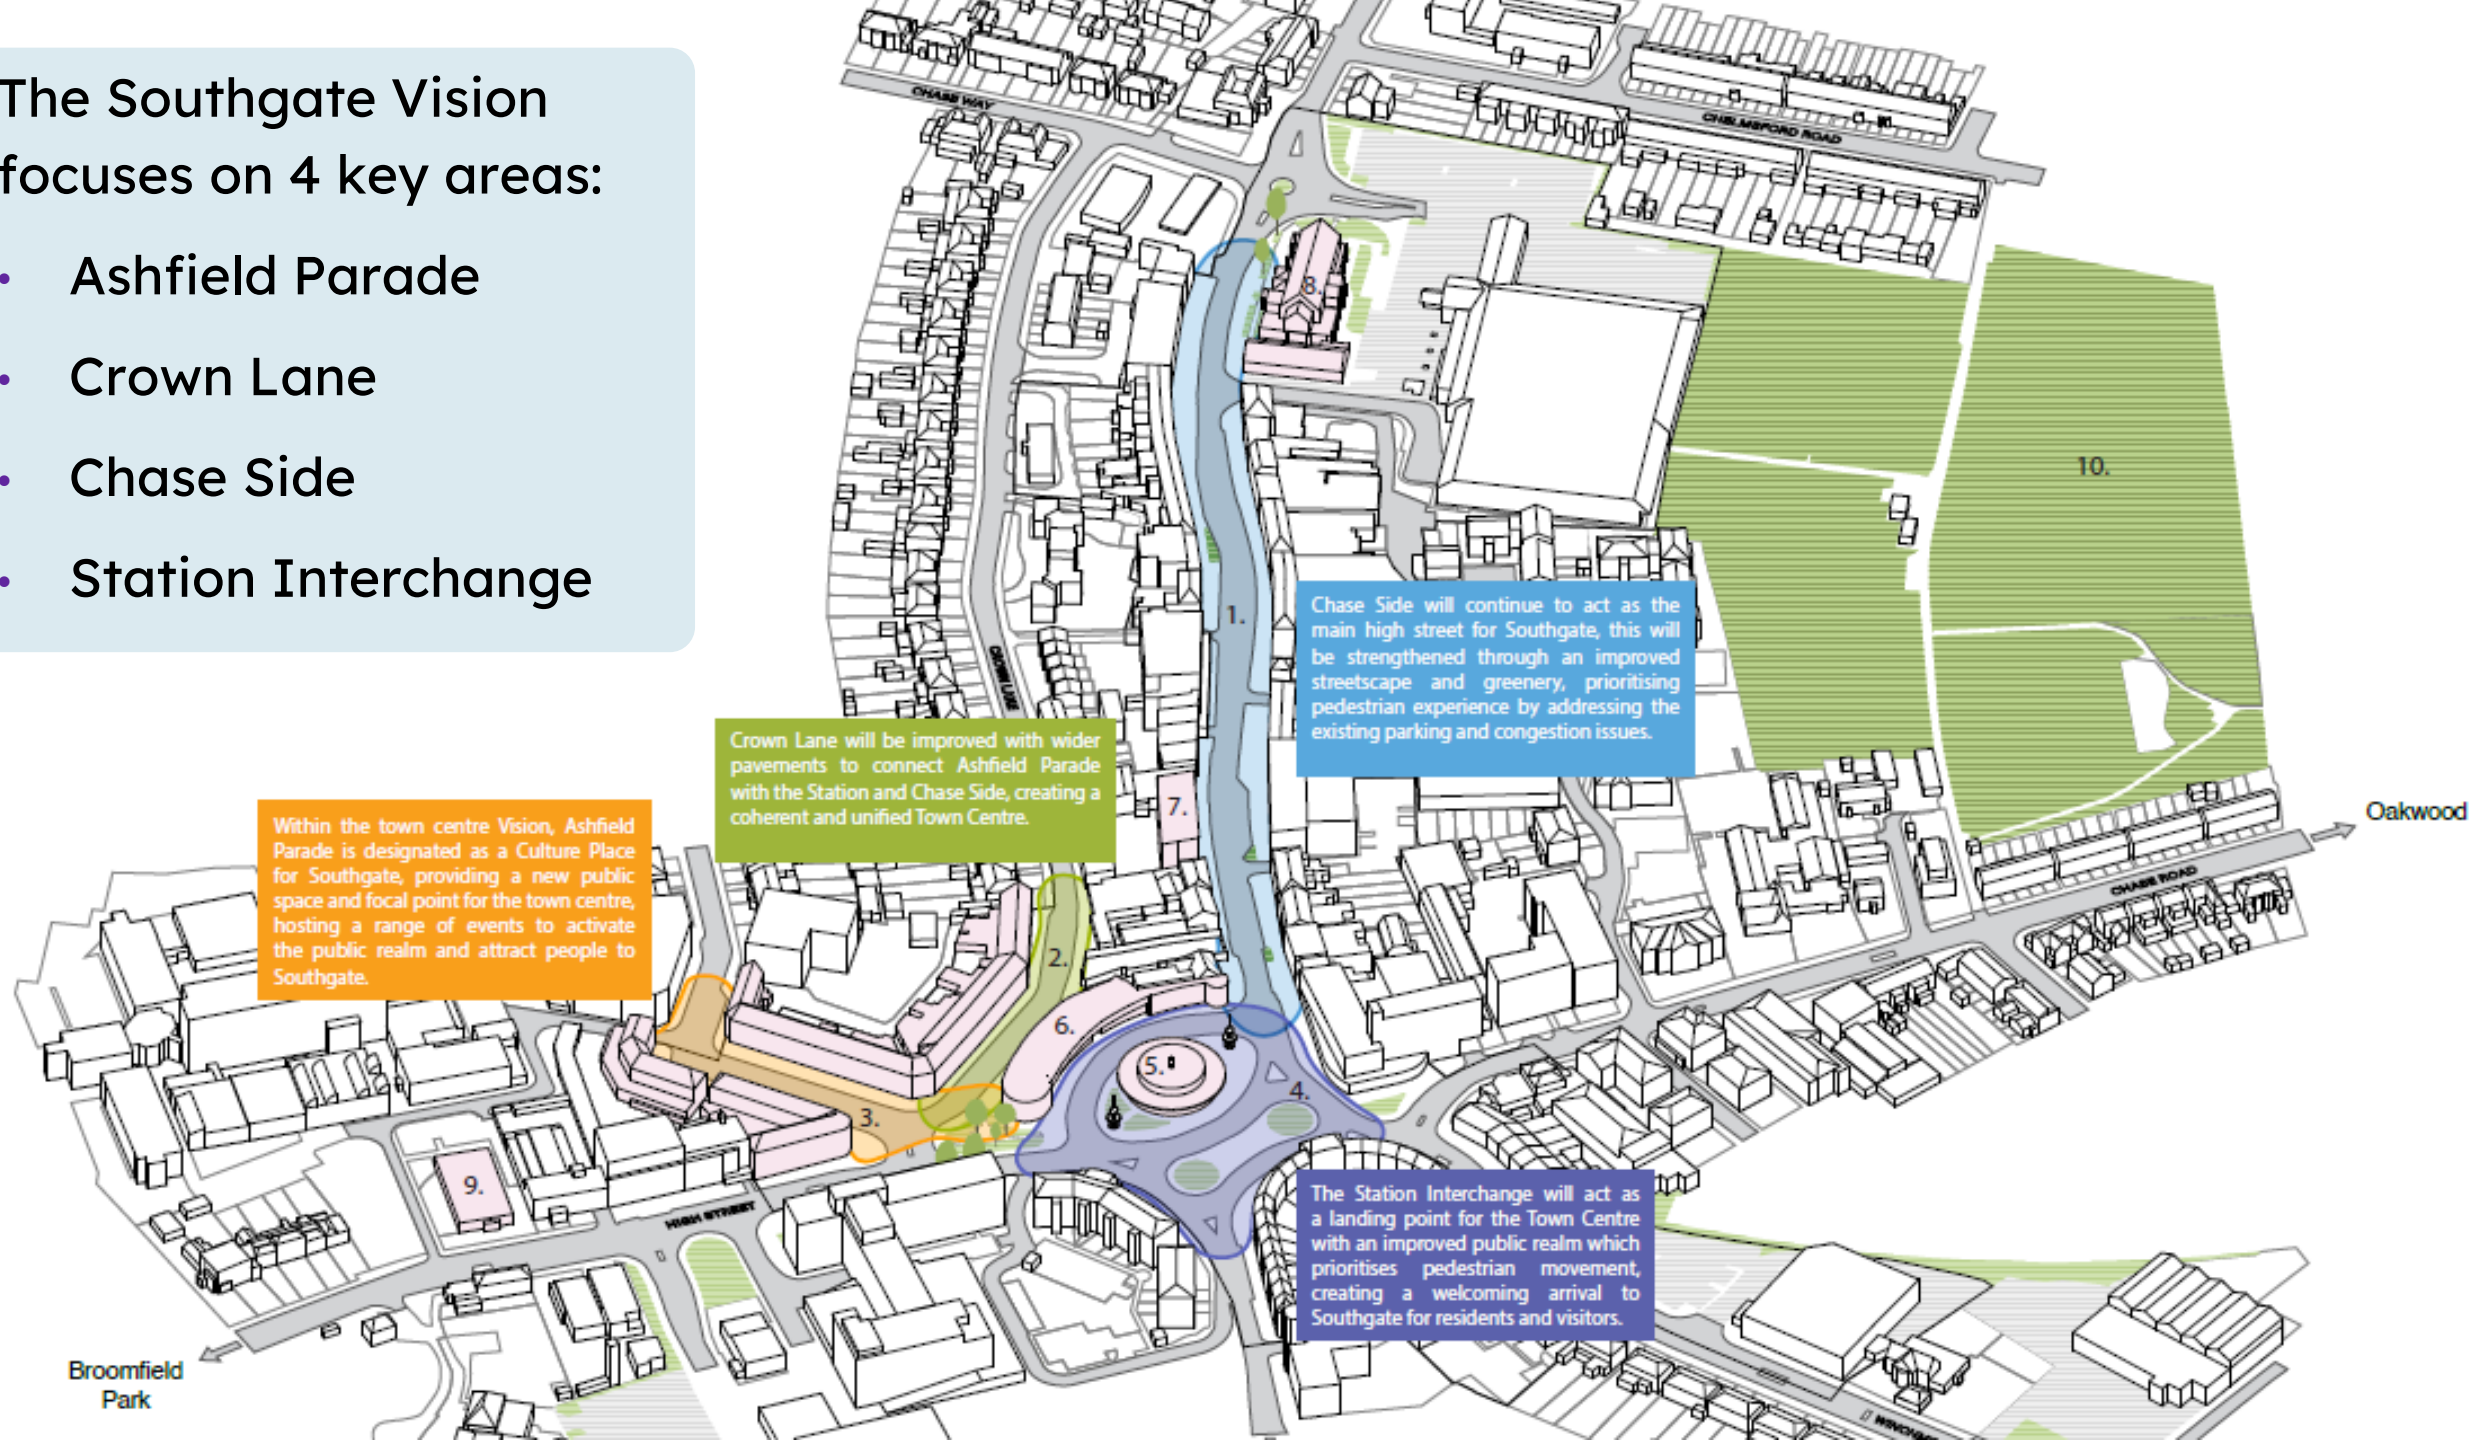 The Southgate Vision
focuses on 4 key areas:
• Ashfield Parade
• Crown Lane
• Chase Side
• Station Interchange
CHASE WAY
CHELMSFORD ROAD
8.
10.
1.
Chase Side will continue to act as the
main high street for Southgate, this will
be strengthened through an improved
streetscape and greenery, prioritising
pedestrian experience by addressing the
existing parking and congestion issues.
CROWN LANE
Crown Lane will be improved with wider
pavements to connect Ashfield Parade
with the Station and Chase Side, creating a
coherent and unified Town Centre.
7.
Oakwood
CHASE ROAD
Within the town centre Vision, Ashfield
Parade is designated as a Culture Place
for Southgate, providing a new public
space and focal point for the town centre,
hosting a range of events to activate
the public realm and attract people to
Southgate.
2.
6.
5.
4.
3.
9.
HIGH STREET
The Station Interchange will act as
a landing point for the Town Centre
with an improved public realm which
prioritises pedestrian movement,
creating a welcoming arrival to
Southgate for residents and visitors.
Broomfield
Park